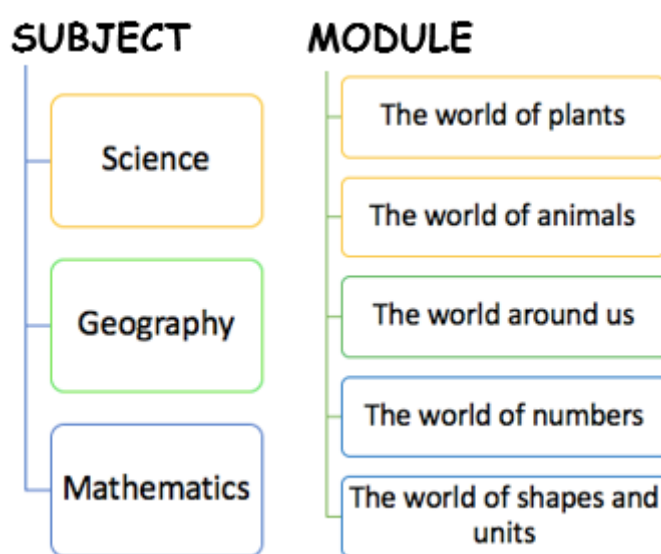 SUBJECT
Science
Geography
Mathematics
MODULE
The world of plants
The world of animals
The world around us
The world of numbers
The world of shapes and
units